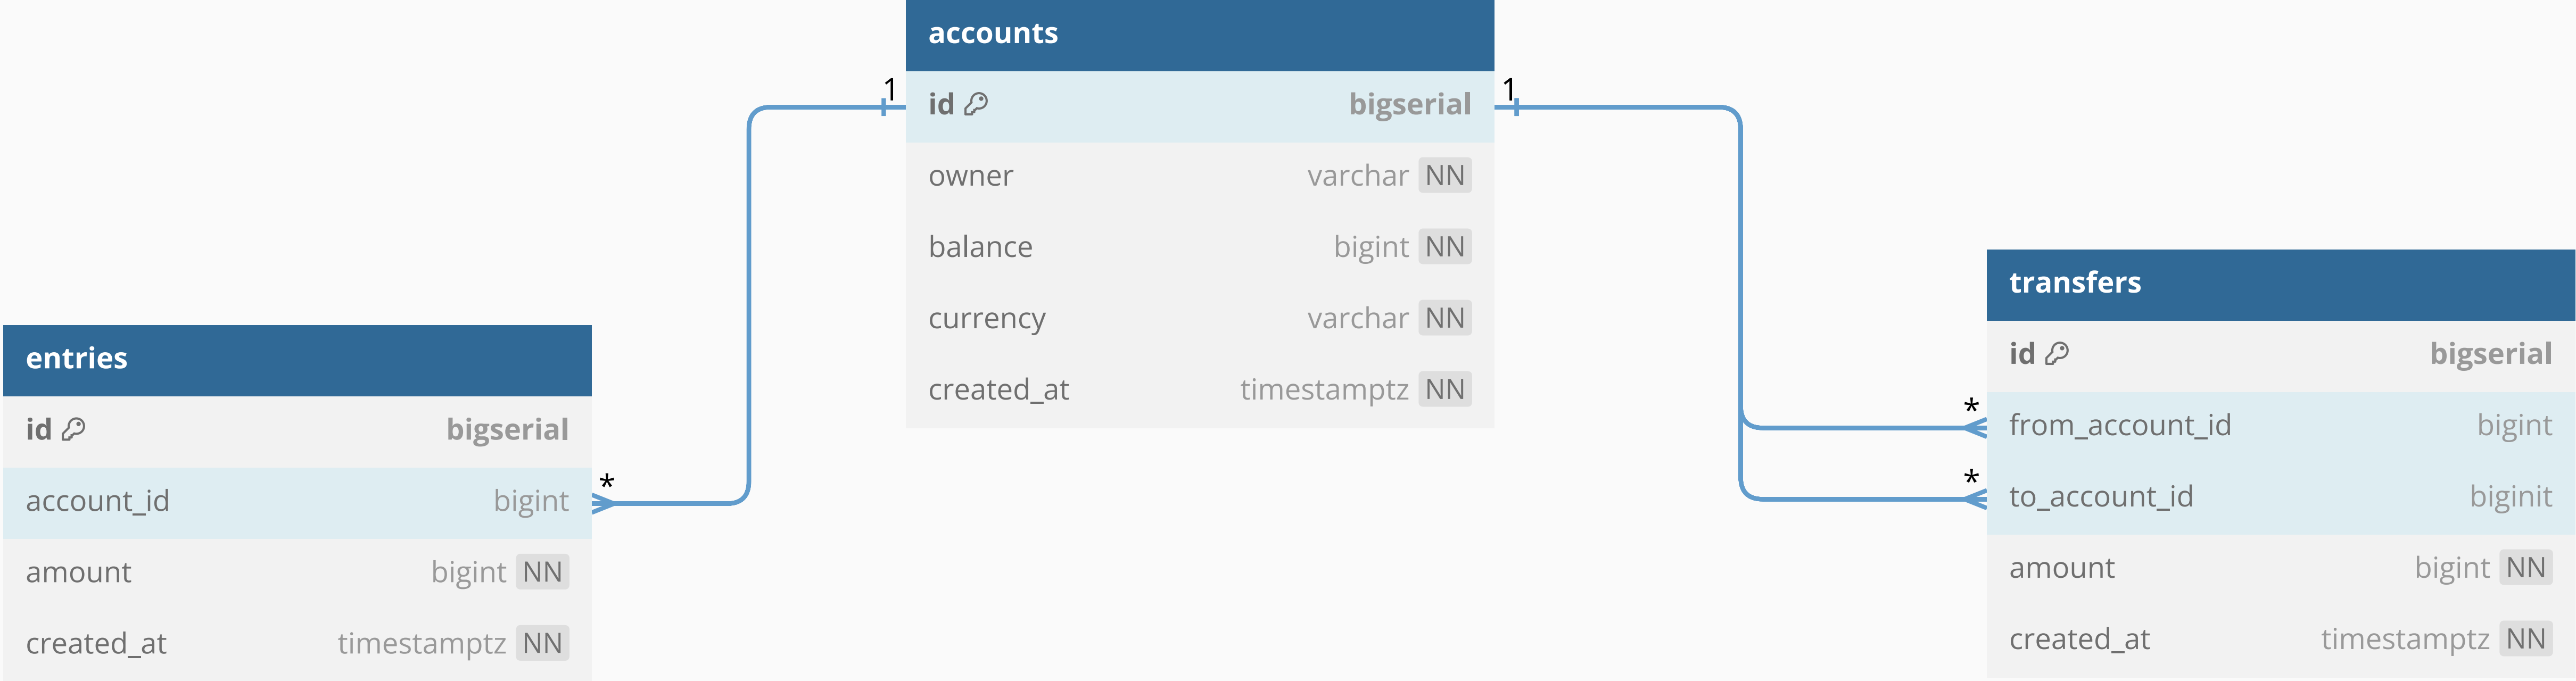 accounts
1
1
id bigserial
owner varchar NN
balance bigint NN
currency varchar NN
created_at timestamptz NN
entries
id bigserial
account_id bigint
*
amount bigint NN
created_at timestamptz NN
transfers
id bigserial
*
from_account_id bigint
*
to_account_id biginit
amount bigint NN
created_at timestamptz NN